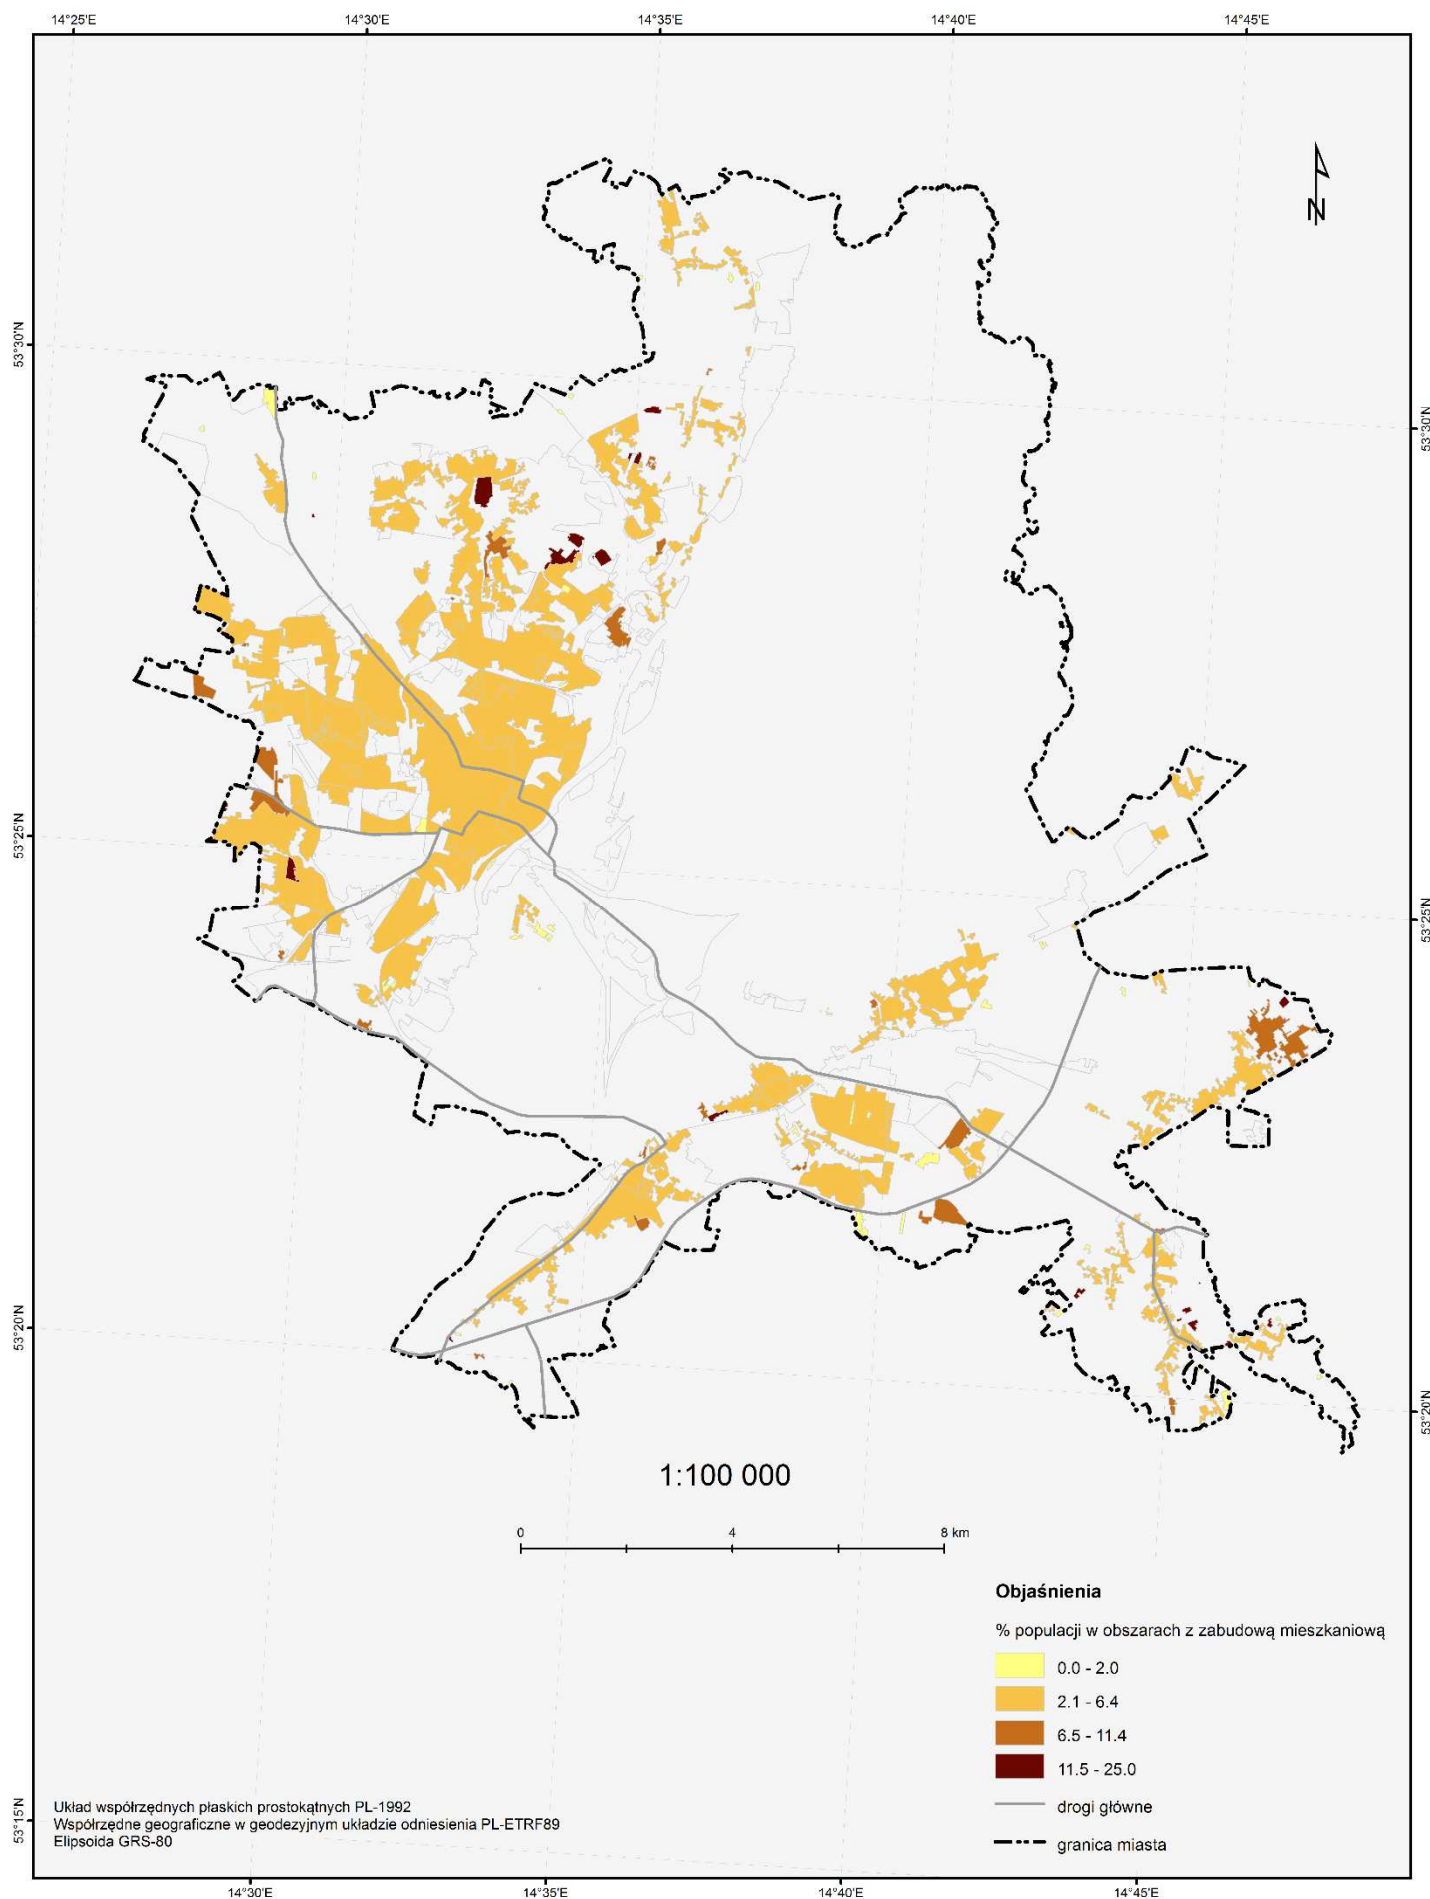 14°25'E 14°30'E 14°35'E 14°40'E 14°45'E
N
53°30'N
53°30'N
53°25'N
53°25'N
53°20'N
53°20'N
1:100 000
0 4 8 km
Objaśnienia
% populacji w obszarach z zabudową mieszkaniową
0.0 - 2.0
2.1 - 6.4
6.5 - 11.4
11.5 - 25.0
drogi główne
granica miasta
53°15'N
Układ współrzędnych płaskich prostokątnych PL-1992
Współrzędne geograficzne w geodezyjnym układzie odniesienia PL-ETRF89
Elipsoida GRS-80
14°30'E 14°35'E 14°40'E 14°45'E